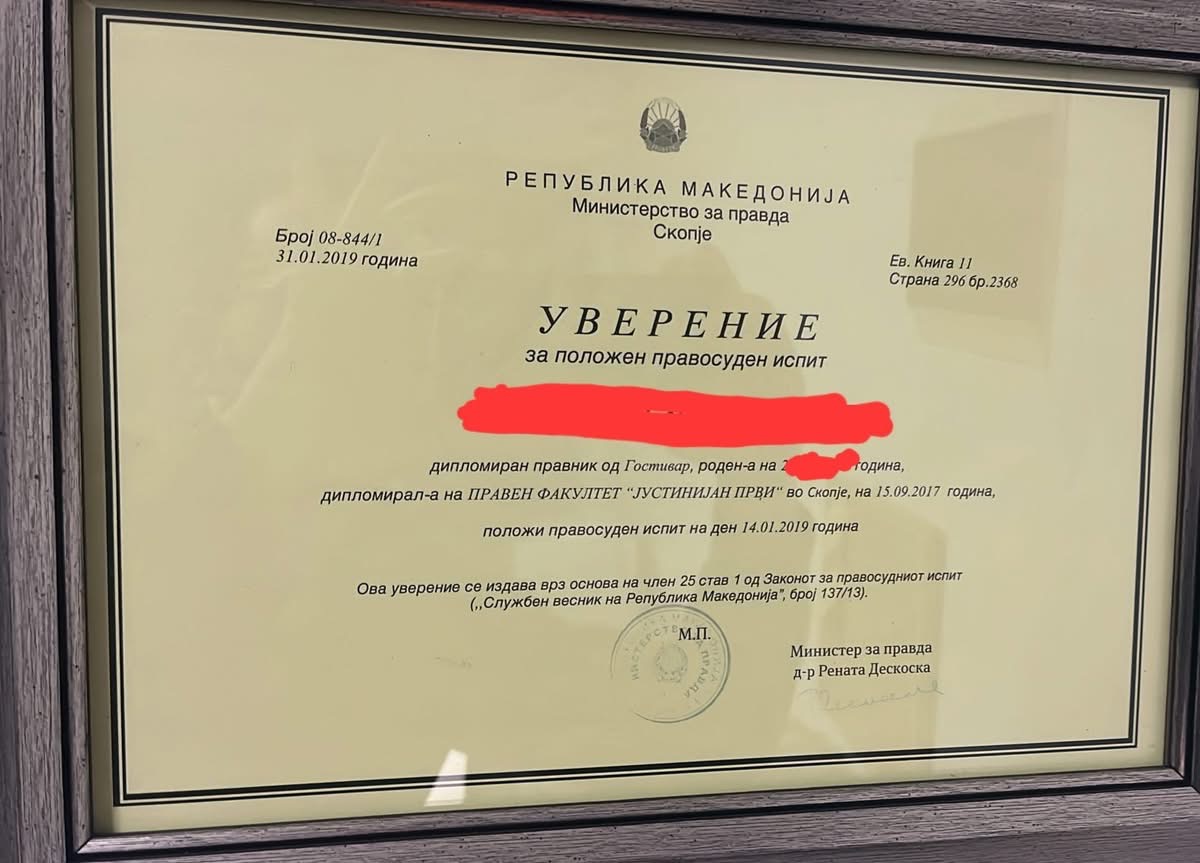 РЕПУБЛИКА МАКЕДОНИЈА
Министерство за правда
Скопје
Број 08-844/1
31.01.2019 година
Ев. Книга 11
Страна 296 бр.2368
УВЕРЕНИЕ
за положен правосуден испит
дипломиран правник од Гостивар, роден-а на 2 година,
дипломирал-а на ПРАВЕН ФАКУЛТЕТ “ЈУСТИНИЈАН ПРВИ“ во Скопје, на 15.09.2017 година,
положи правосуден испит на ден 14.01.2019 година
Ова уверение се издава врз основа на член 25 став 1 од Законот за правосудниот испит
(,,Службен весник на Република Македонија”, број 137/13).
М.П.
Министер за правда
д-р Рената Дескоска